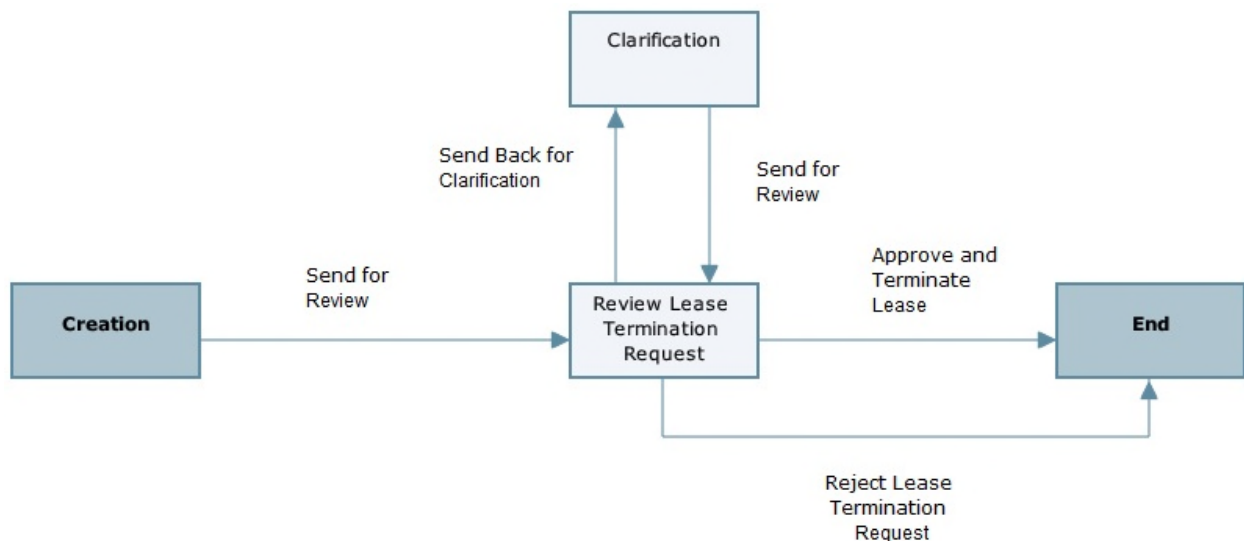 Clarification
Send Back for
Clarification
Send for
Review
Send for
Review
Approve and
Terminate
Lease
Creation
Review Lease
Termination
Request
End
Reject Lease
Termination
Request